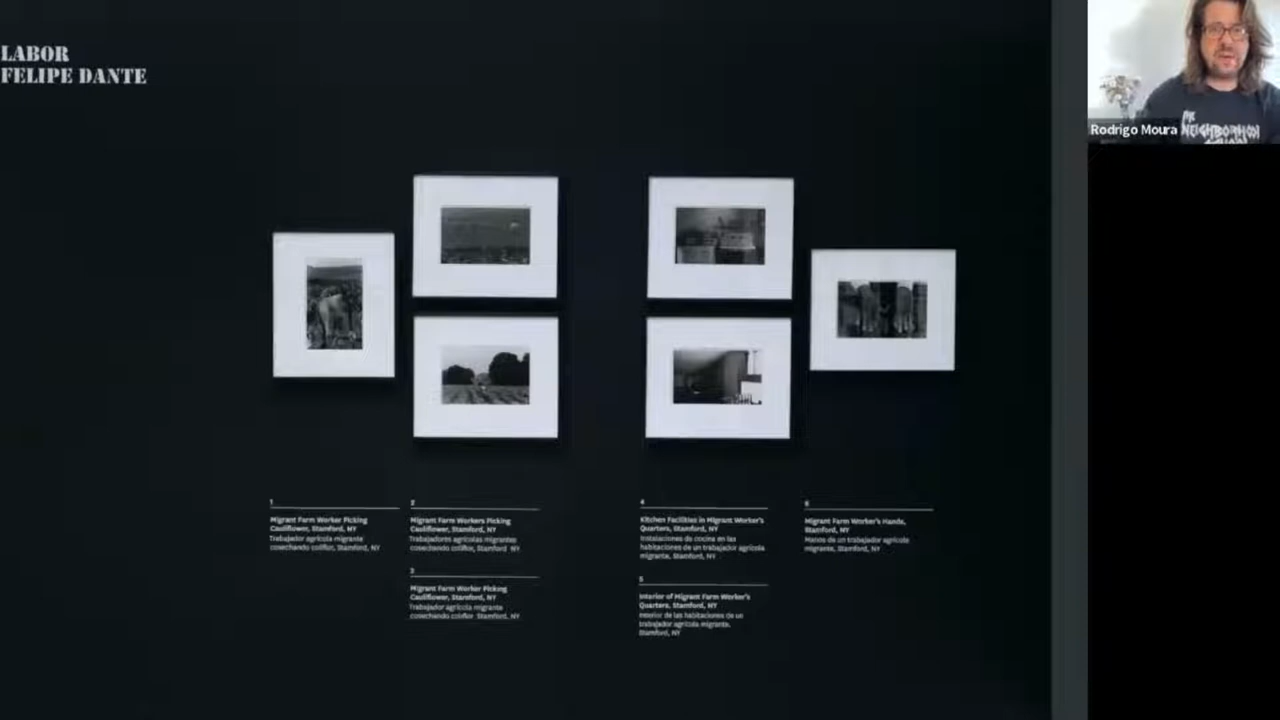 LABOR
FELIPE DANTE
Rodrigo Moura
THE
NEIGHBORHOOD
1
Migrant Farm Worker Picking
Cauliflower, Stamford, NY
Trabajador agrícola migrante
cosechando coliflor, Stamford, NY
2
Migrant Farm Workers Picking
Cauliflower, Stamford, NY
Trabajadores agrícolas migrantes
cosechando coliflor, Stamford NY
3
Migrant Farm Worker Picking
Cauliflower, Stamford, NY
Trabajador agrícola migrante
cosechando coliflor Stamford, NY
4
Kitchen Facilities in Migrant Worker's
Quarters, Stamford, NY
Instalaciones de cocina en las
habitaciones de un trabajador agrícola
migrante, Stamford, NY
5
Interior of Migrant Farm Worker's
Quarters, Stamford, NY
Interior de las habitaciones de un
trabajador agrícola migrante.
Stamford, NY
6
Migrant Farm Worker's Hands,
Stamford, NY
Manos de un trabajador agrícola
migrante, Stamford, NY